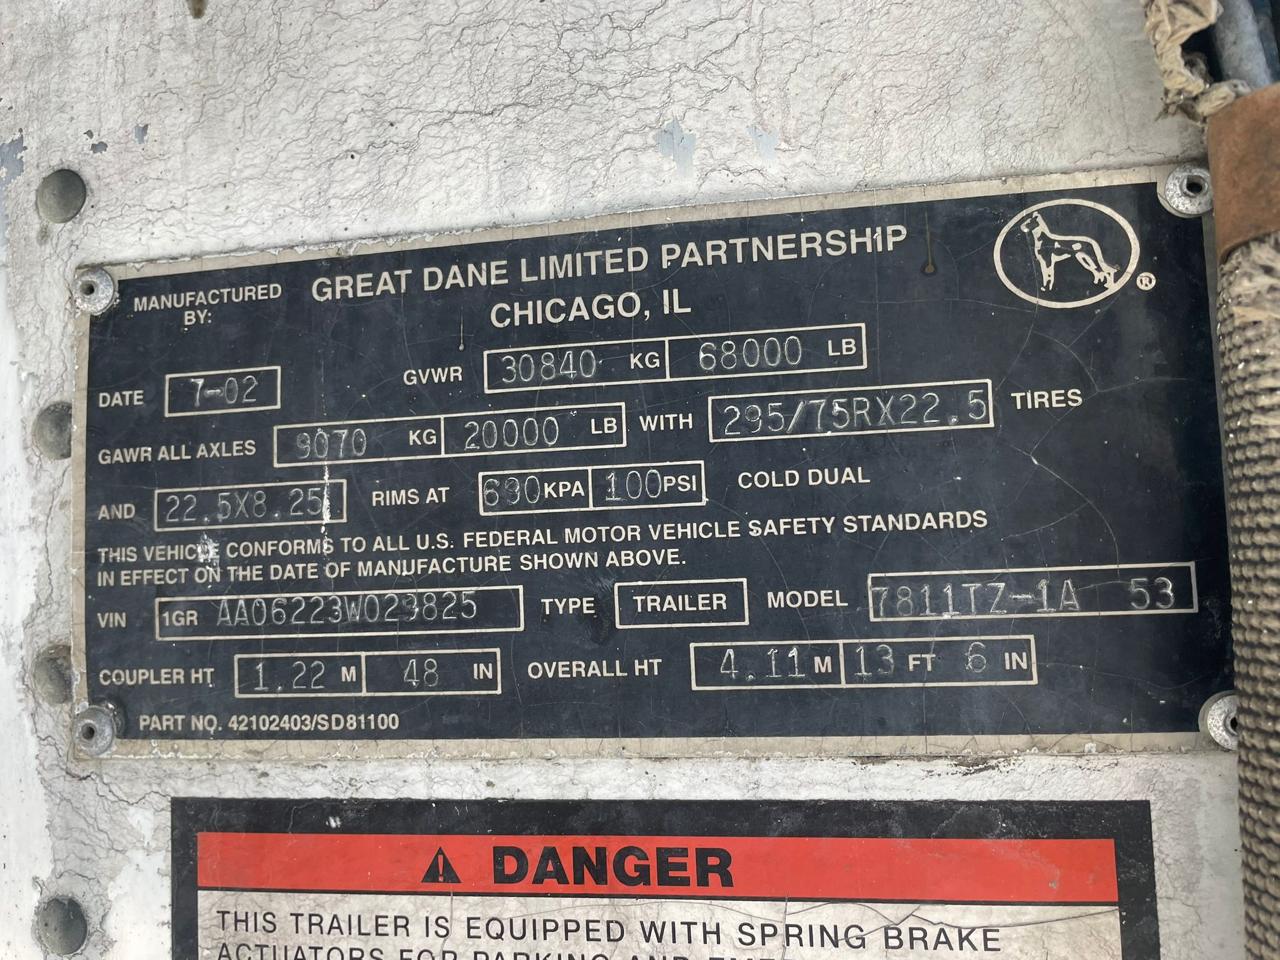 MANUFACTURED BY: GREAT DANE LIMITED PARTNERSHIP
CHICAGO, IL
®
DATE 7-02 GVWR 30840 KG 68000 LB
GAWR ALL AXLES 9070 KG 20000 LB WITH 295/75RX22.5 TIRES
AND 22.5X8.25 RIMS AT 690 KPA 100 PSI COLD DUAL
THIS VEHICLE CONFORMS TO ALL U.S. FEDERAL MOTOR VEHICLE SAFETY STANDARDS
IN EFFECT ON THE DATE OF MANUFACTURE SHOWN ABOVE.
VIN 1GR AA06223W029825 TYPE TRAILER MODEL 7811TZ-1A 53
COUPLER HT 1.22 M 48 IN OVERALL HT 4.11 M 13 FT 6 IN
PART NO. 42102403/SD81100
DANGER
THIS TRAILER IS EQUIPPED WITH SPRING BRAKE
ACTUATORS FOR PARKING AND